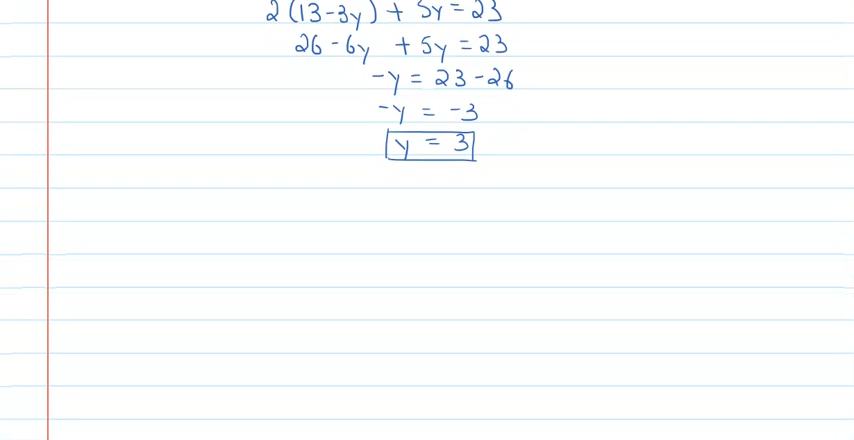 2(13-3y) + 5y = 23
26 - 6y + 5y = 23
-y = 23 - 26
-y = -3
y = 3